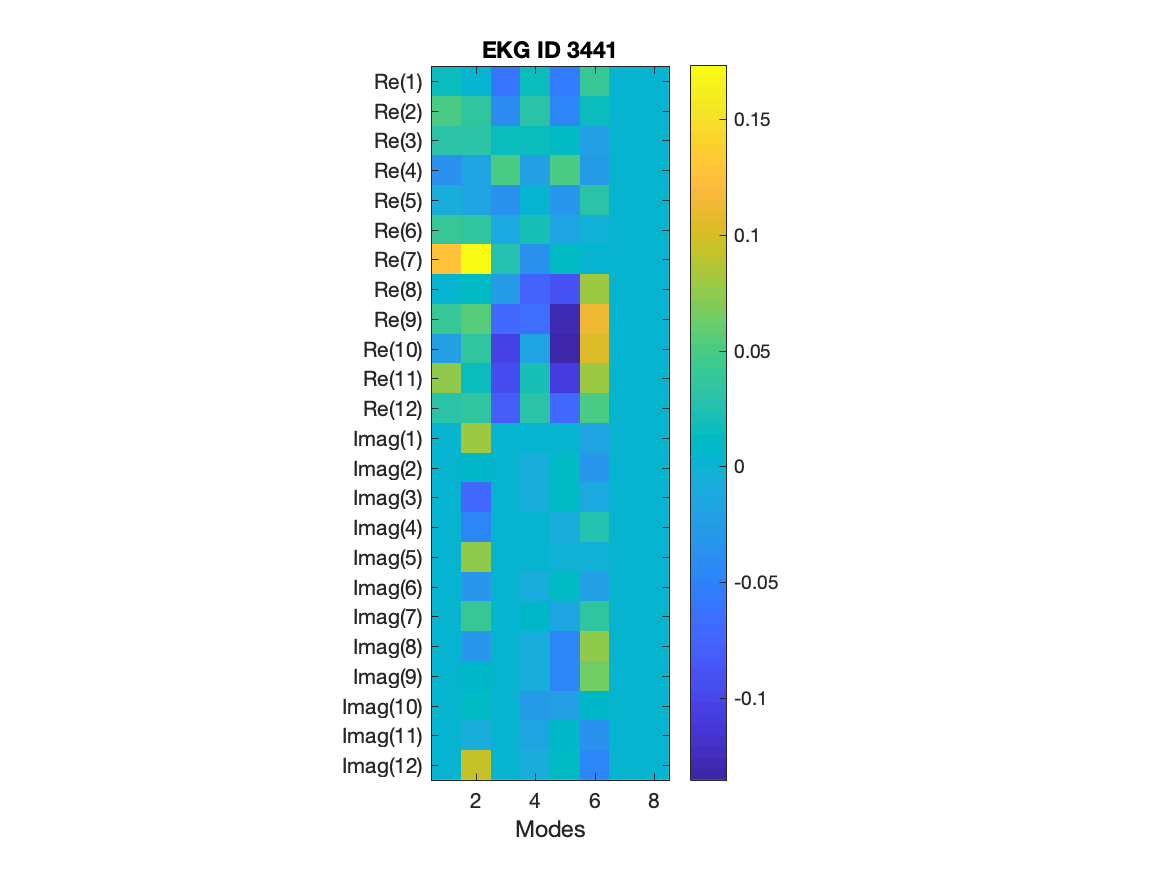 EKG ID 3441
Re(1)
Re(2)
Re(3)
Re(4)
Re(5)
Re(6)
Re(7)
Re(8)
Re(9)
Re(10)
Re(11)
Re(12)
Imag(1)
Imag(2)
Imag(3)
Imag(4)
Imag(5)
Imag(6)
Imag(7)
Imag(8)
Imag(9)
Imag(10)
Imag(11)
Imag(12)
2 4 6 8
Modes
0.15
0.1
0.05
0
-0.05
-0.1